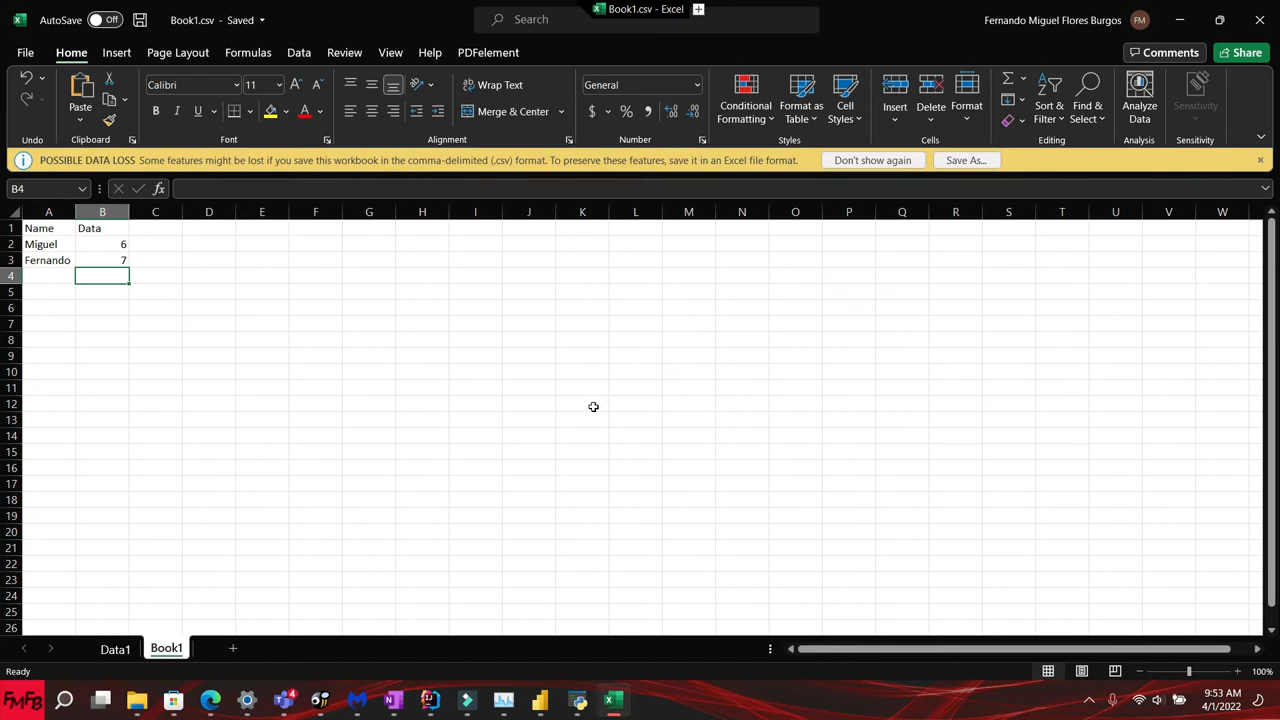 Book1.csv - Excel
AutoSave Off Book1.csv - Saved Search Fernando Miguel Flores Burgos FM
File Home Insert Page Layout Formulas Data Review View Help PDFelement Comments Share
Calibri 11 Wrap Text General
Paste Merge & Center $ % Conditional Formatting Format as Table Cell Styles Insert Delete Format Sort & Filter Find & Select Analyze Data Sensitivity
Undo Clipboard Font Alignment Number Styles Cells Editing Analysis Sensitivity
POSSIBLE DATA LOSS Some features might be lost if you save this workbook in the comma-delimited (.csv) format. To preserve these features, save it in an Excel file format. Don't show again Save As...
B4 fx
A B C D E F G H I J K L M N O P Q R S T U V W
1 Name Data
2 Miguel 6
3 Fernando 7
4
5
6
7
8
9
10
11
12
13
14
15
16
17
18
19
20
21
22
23
24
25
26
Data1 Book1
Ready 100%
FMFB 4 9:53 AM
4/1/2022